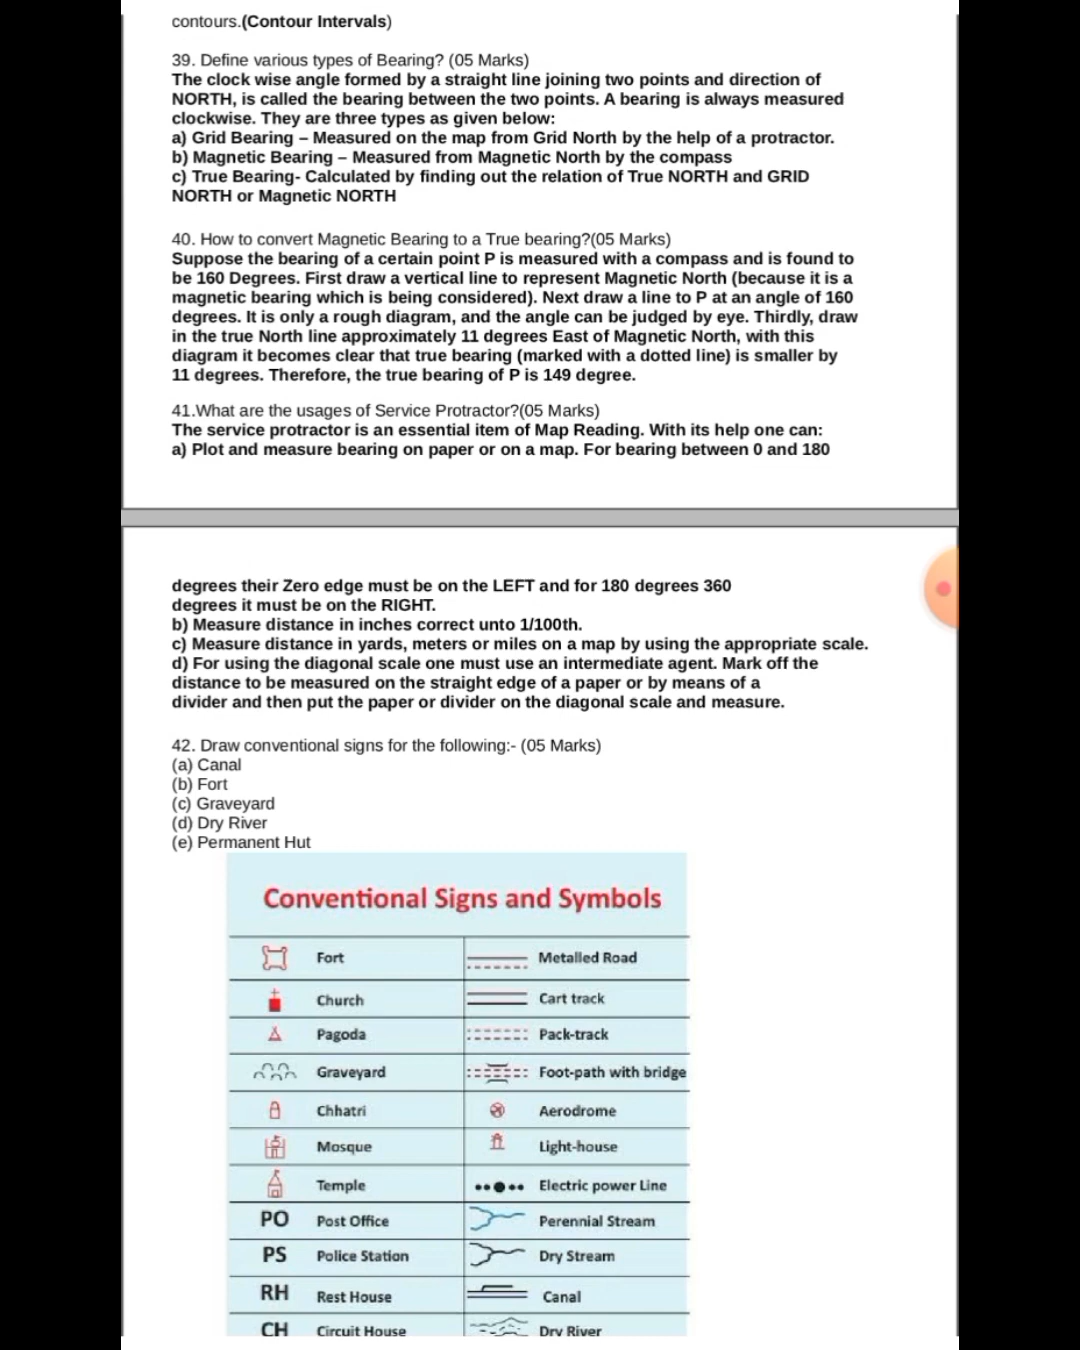 contours.(Contour Intervals)
39. Define various types of Bearing? (05 Marks)
The clock wise angle formed by a straight line joining two points and direction of
NORTH, is called the bearing between the two points. A bearing is always measured
clockwise. They are three types as given below:
a) Grid Bearing – Measured on the map from Grid North by the help of a protractor.
b) Magnetic Bearing – Measured from Magnetic North by the compass
c) True Bearing- Calculated by finding out the relation of True NORTH and GRID
NORTH or Magnetic NORTH
40. How to convert Magnetic Bearing to a True bearing?(05 Marks)
Suppose the bearing of a certain point P is measured with a compass and is found to
be 160 Degrees. First draw a vertical line to represent Magnetic North (because it is a
magnetic bearing which is being considered). Next draw a line to P at an angle of 160
degrees. It is only a rough diagram, and the angle can be judged by eye. Thirdly, draw
in the true North line approximately 11 degrees East of Magnetic North, with this
diagram it becomes clear that true bearing (marked with a dotted line) is smaller by
11 degrees. Therefore, the true bearing of P is 149 degree.
41.What are the usages of Service Protractor?(05 Marks)
The service protractor is an essential item of Map Reading. With its help one can:
a) Plot and measure bearing on paper or on a map. For bearing between 0 and 180
degrees their Zero edge must be on the LEFT and for 180 degrees 360
degrees it must be on the RIGHT.
b) Measure distance in inches correct unto 1/100th.
c) Measure distance in yards, meters or miles on a map by using the appropriate scale.
d) For using the diagonal scale one must use an intermediate agent. Mark off the
distance to be measured on the straight edge of a paper or by means of a
divider and then put the paper or divider on the diagonal scale and measure.
42. Draw conventional signs for the following:- (05 Marks)
(a) Canal
(b) Fort
(c) Graveyard
(d) Dry River
(e) Permanent Hut
Conventional Signs and Symbols
Fort Metalled Road
Church Cart track
Pagoda Pack-track
Graveyard Foot-path with bridge
Chhatri Aerodrome
Mosque Light-house
Temple Electric power Line
PO Post Office Perennial Stream
PS Police Station Dry Stream
RH Rest House Canal
CH Circuit House Dry River